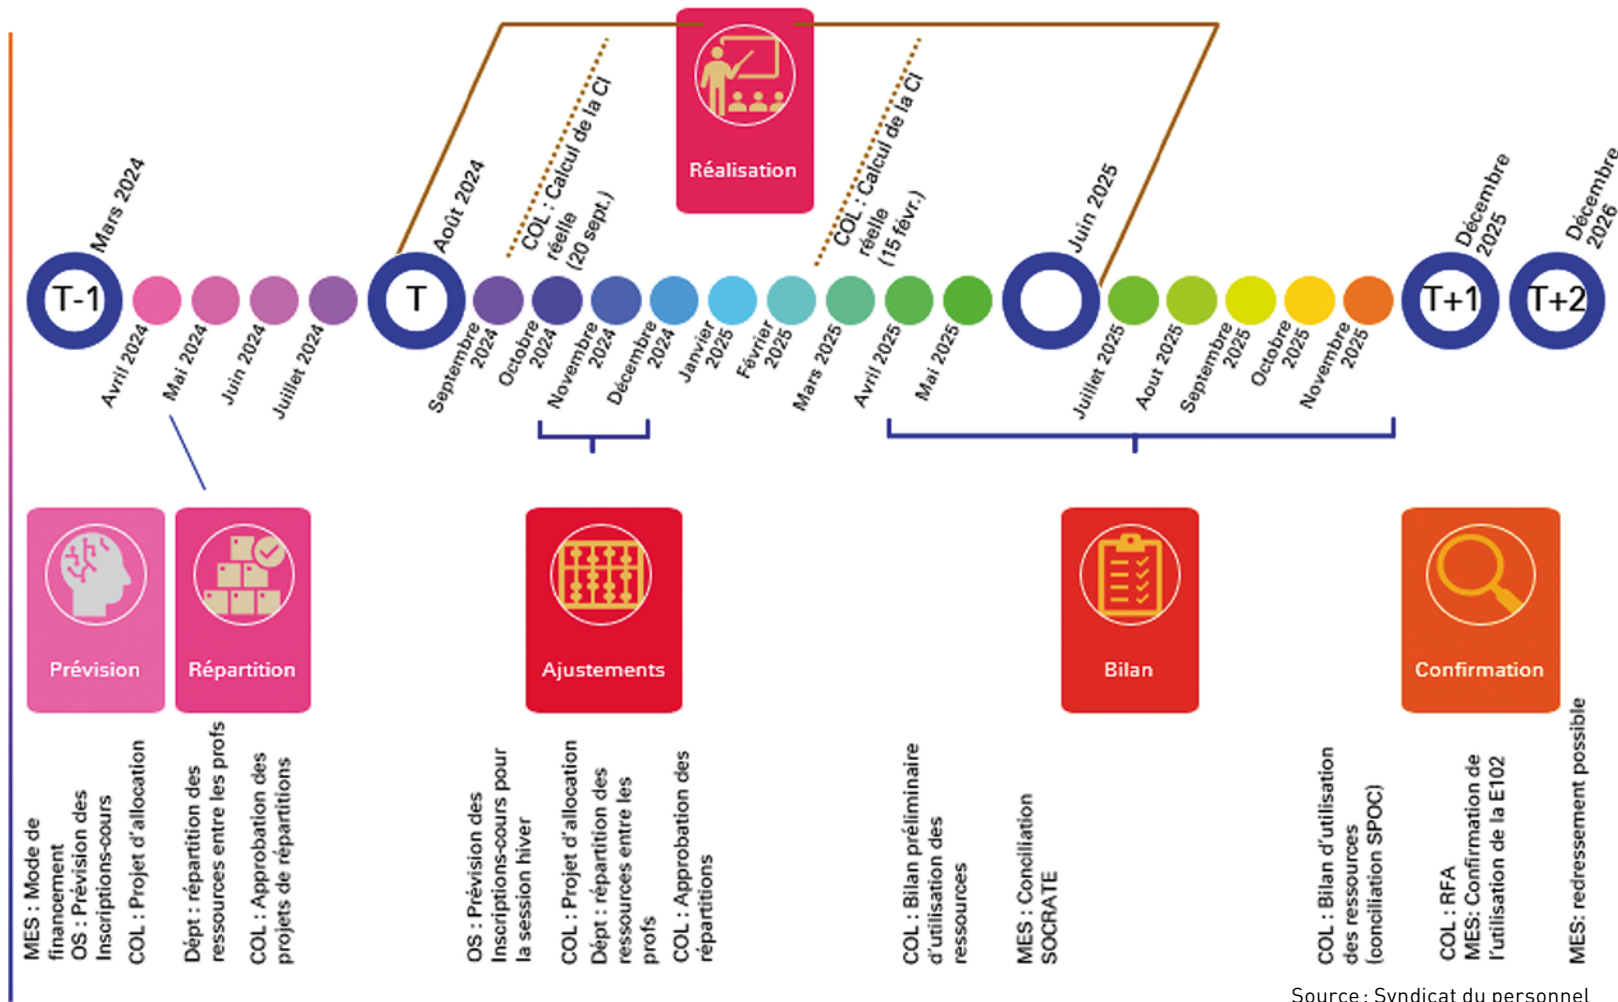 Réalisation
COL : Calcul de la CI
réelle
(20 sept.)
COL : Calcul de la CI
réelle
(15 févr.)
Mars 2024
Août 2024
Juin 2025
Décembre
2025
Décembre
2026
T-1
T
T+1
T+2
Avril 2024
Mai 2024
Juin 2024
Juillet 2024
Septembre
2024
Octobre
2024
Novembre
2024
Décembre
2024
Janvier
2025
Février
2025
Mars 2025
Avril 2025
Mai 2025
Juillet 2025
Aout 2025
Septembre
2025
Octobre
2025
Novembre
2025
Prévision
Répartition
Ajustements
Bilan
Confirmation
MES : Mode de
financement
OS : Prévision des
Inscriptions-cours
COL : Projet d'allocation
Dépt : répartition des
ressources entre les profs
COL : Approbation des
projets de répartitions
OS : Prévision des
Inscriptions-cours pour
la session hiver
COL : Projet d'allocation
Dépt : répartition des
ressources entre les
profs
COL : Approbation des
répartitions
COL : Bilan préliminaire
d'utilisation des
ressources
MES : Conciliation
SOCRATE
COL : Bilan d'utilisation
des ressources
(conciliation SPOC)
COL : RFA
MES: Confirmation de
l'utilisation de la E102
MES: redressement possible
Source : Syndicat du personnel